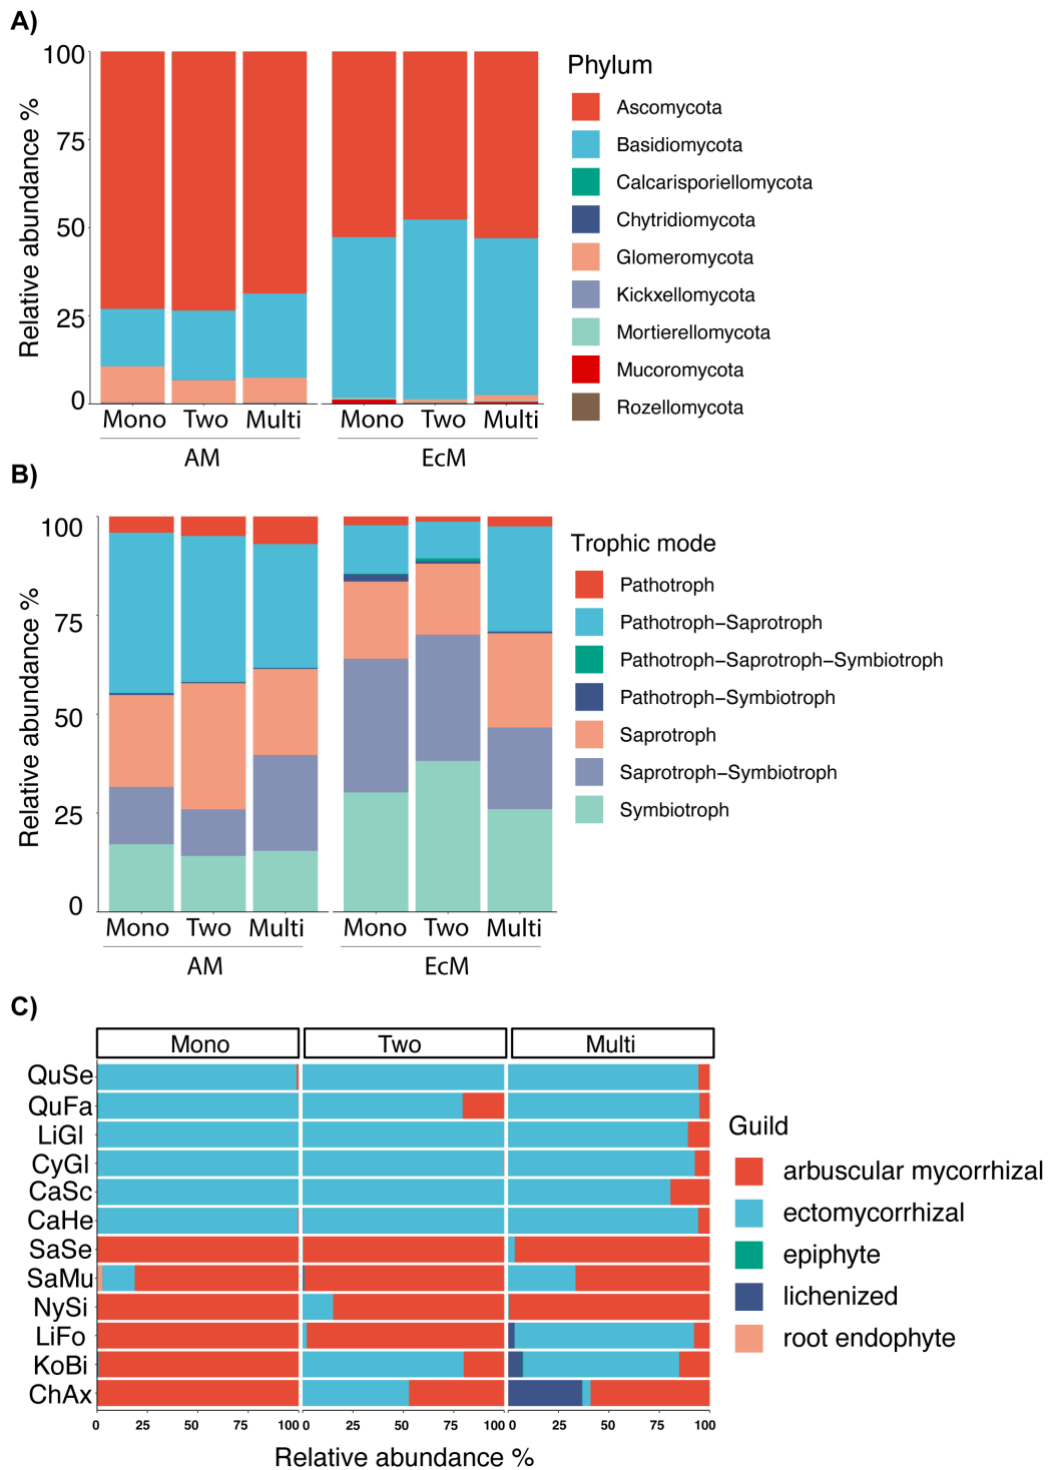 A)
Relative abundance %
100
75
50
25
0
Mono Two Multi Mono Two Multi
AM EcM
Phylum
Ascomycota
Basidiomycota
Calcarisporiellomycota
Chytridiomycota
Glomeromycota
Kickxellomycota
Mortierellomycota
Mucoromycota
Rozellomycota
B)
Relative abundance %
100
75
50
25
0
Mono Two Multi Mono Two Multi
AM EcM
Trophic mode
Pathotroph
Pathotroph–Saprotroph
Pathotroph–Saprotroph–Symbiotroph
Pathotroph–Symbiotroph
Saprotroph
Saprotroph–Symbiotroph
Symbiotroph
C)
Mono Two Multi
QuSe
QuFa
LiGl
CyGl
CaSc
CaHe
SaSe
SaMu
NySi
LiFo
KoBi
ChAx
0 25 50 75 100 0 25 50 75 100 0 25 50 75 100
Relative abundance %
Guild
arbuscular mycorrhizal
ectomycorrhizal
epiphyte
lichenized
root endophyte